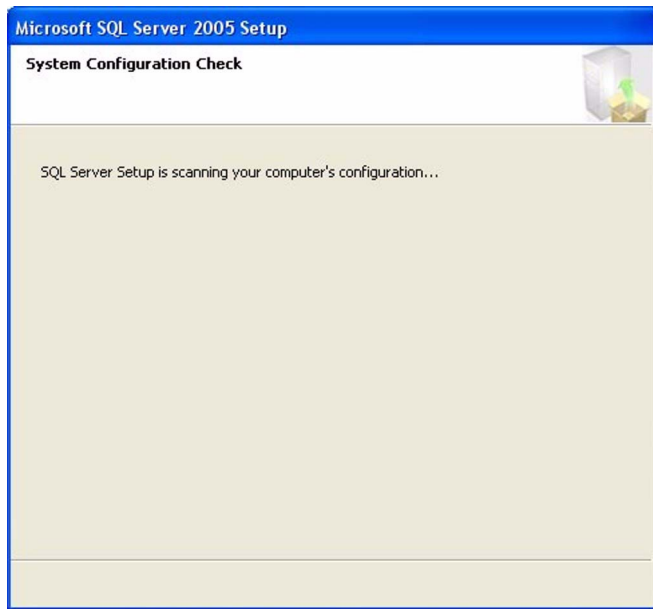 Microsoft SQL Server 2005 Setup
System Configuration Check
SQL Server Setup is scanning your computer's configuration...